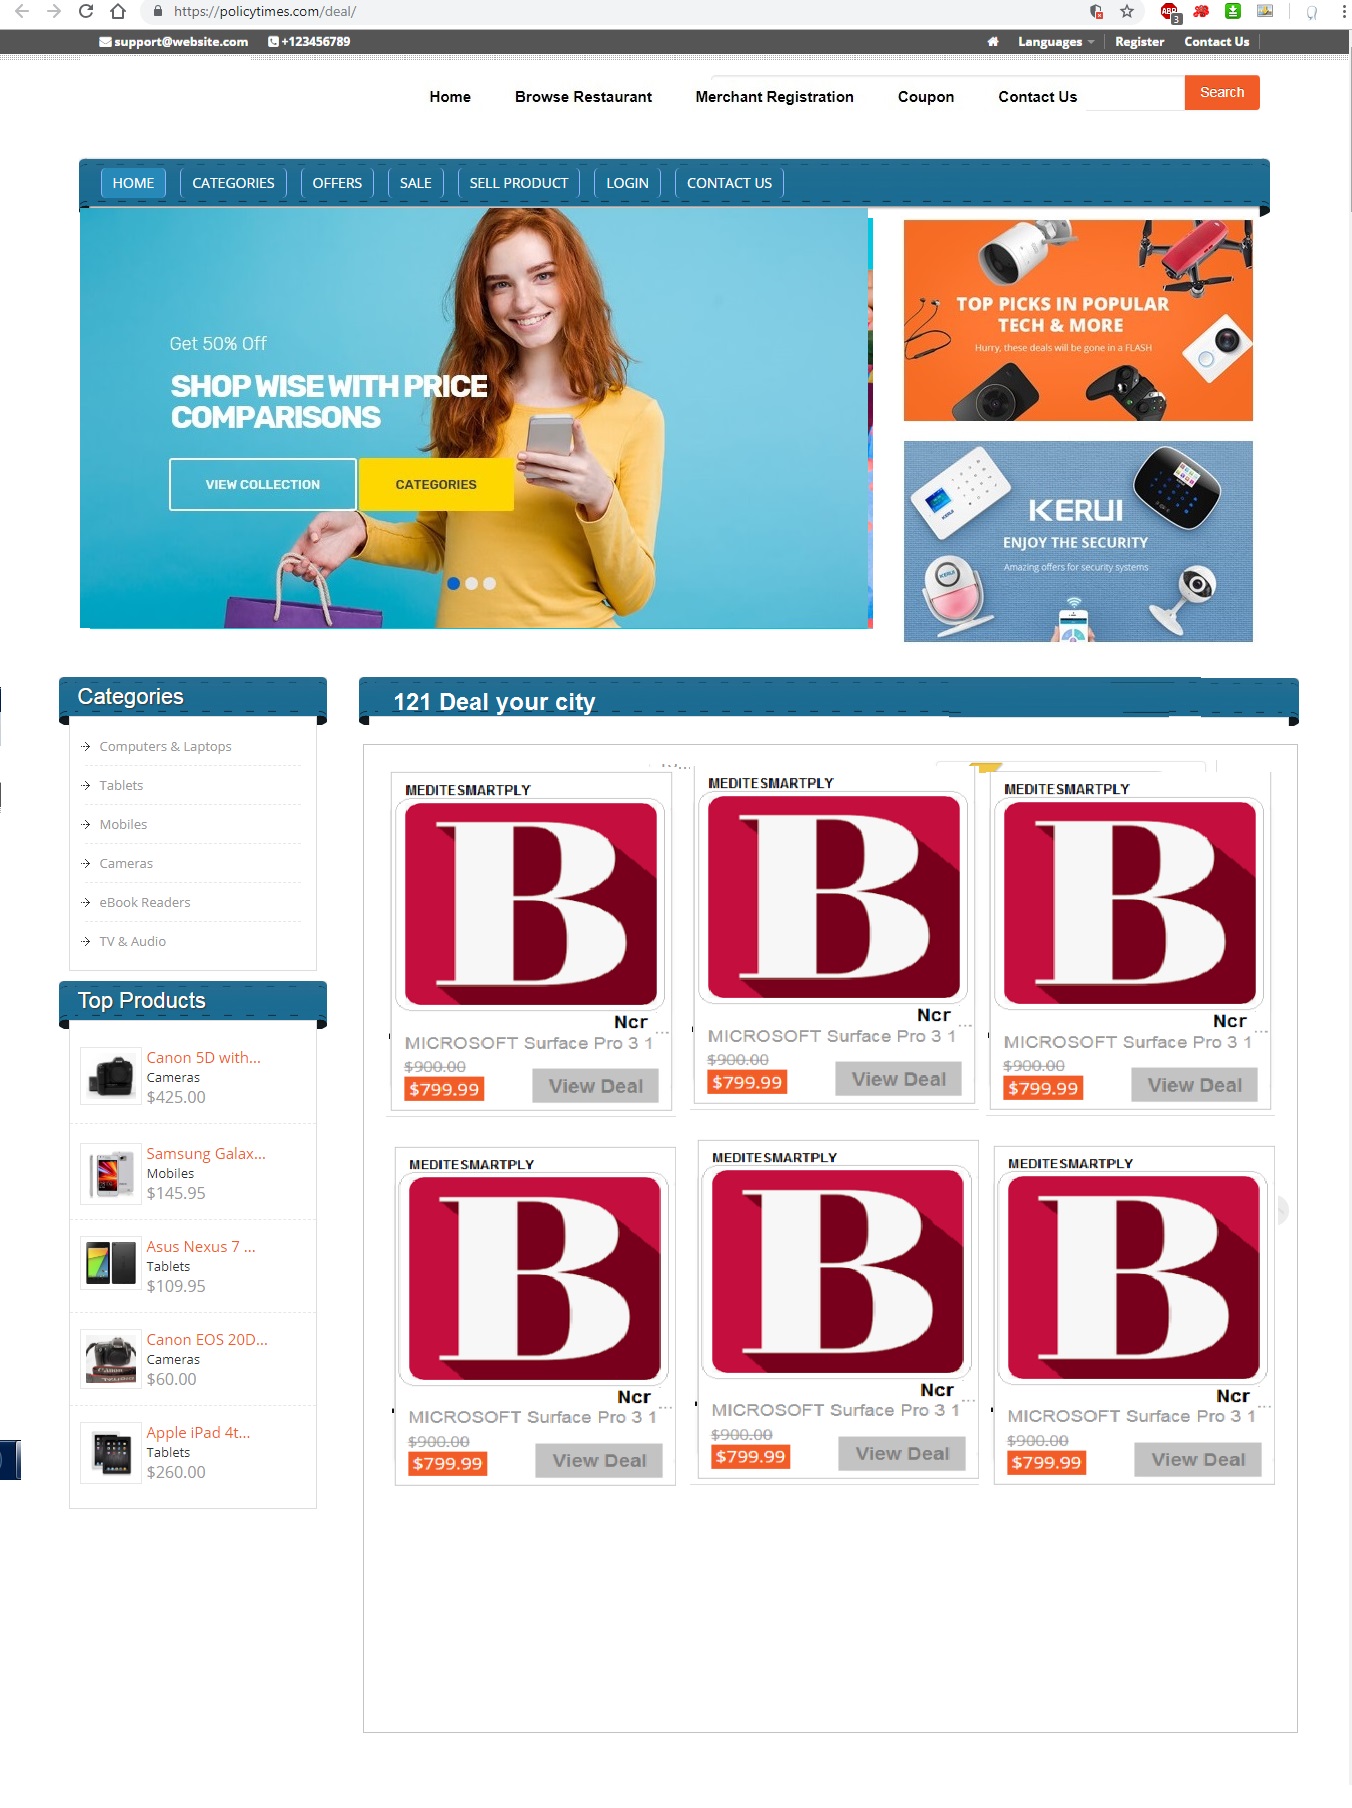 https://policytimes.com/deal/
ABP
3
support@website.com +123456789 Languages Register Contact Us
Home Browse Restaurant Merchant Registration Coupon Contact Us Search
HOME CATEGORIES OFFERS SALE SELL PRODUCT LOGIN CONTACT US
Get 50% Off
SHOP WISE WITH PRICE
COMPARISONS
VIEW COLLECTION CATEGORIES
TOP PICKS IN POPULAR
TECH & MORE
Hurry, these deals will be gone in a FLASH
KERUI
ENJOY THE SECURITY
Amazing offers for security systems
Categories
Computers & Laptops
Tablets
Mobiles
Cameras
eBook Readers
TV & Audio
Top Products
Canon 5D with...
Cameras
$425.00
Samsung Galax...
Mobiles
$145.95
Asus Nexus 7 ...
Tablets
$109.95
Canon EOS 20D...
Cameras
$60.00
Apple iPad 4t...
Tablets
$260.00
121 Deal your city
MEDITESMARTPLY
B
Ncr
MICROSOFT Surface Pro 3 1 ...
$900.00
$799.99 View Deal
MEDITESMARTPLY
B
Ncr
MICROSOFT Surface Pro 3 1 ...
$900.00
$799.99 View Deal
MEDITESMARTPLY
B
Ncr
MICROSOFT Surface Pro 3 1 ...
$900.00
$799.99 View Deal
MEDITESMARTPLY
B
Ncr
MICROSOFT Surface Pro 3 1 ...
$900.00
$799.99 View Deal
MEDITESMARTPLY
B
Ncr
MICROSOFT Surface Pro 3 1 ...
$900.00
$799.99 View Deal
MEDITESMARTPLY
B
Ncr
MICROSOFT Surface Pro 3 1 ...
$900.00
$799.99 View Deal